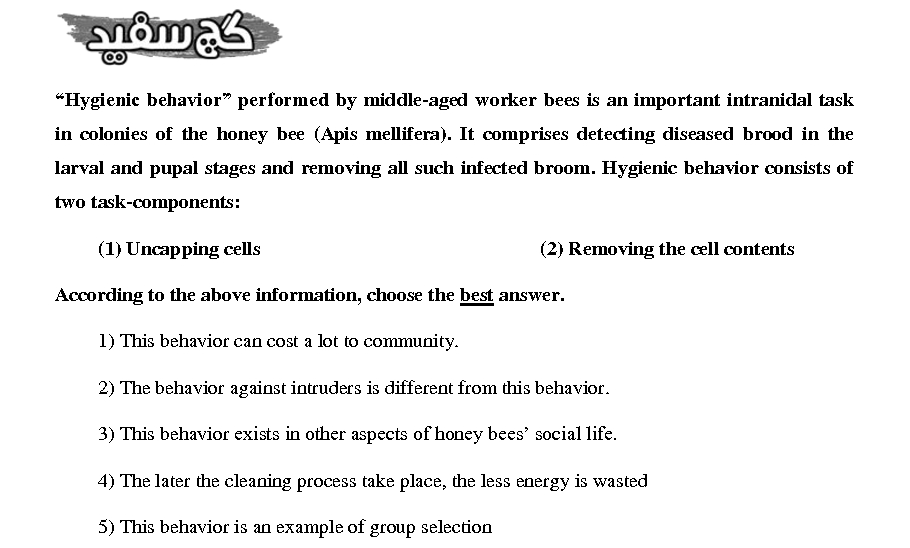 کچ سفید
“Hygienic behavior” performed by middle-aged worker bees is an important intranidal task
in colonies of the honey bee (Apis mellifera). It comprises detecting diseased brood in the
larval and pupal stages and removing all such infected broom. Hygienic behavior consists of
two task-components:
(1) Uncapping cells (2) Removing the cell contents
According to the above information, choose the best answer.
1) This behavior can cost a lot to community.
2) The behavior against intruders is different from this behavior.
3) This behavior exists in other aspects of honey bees’ social life.
4) The later the cleaning process take place, the less energy is wasted
5) This behavior is an example of group selection